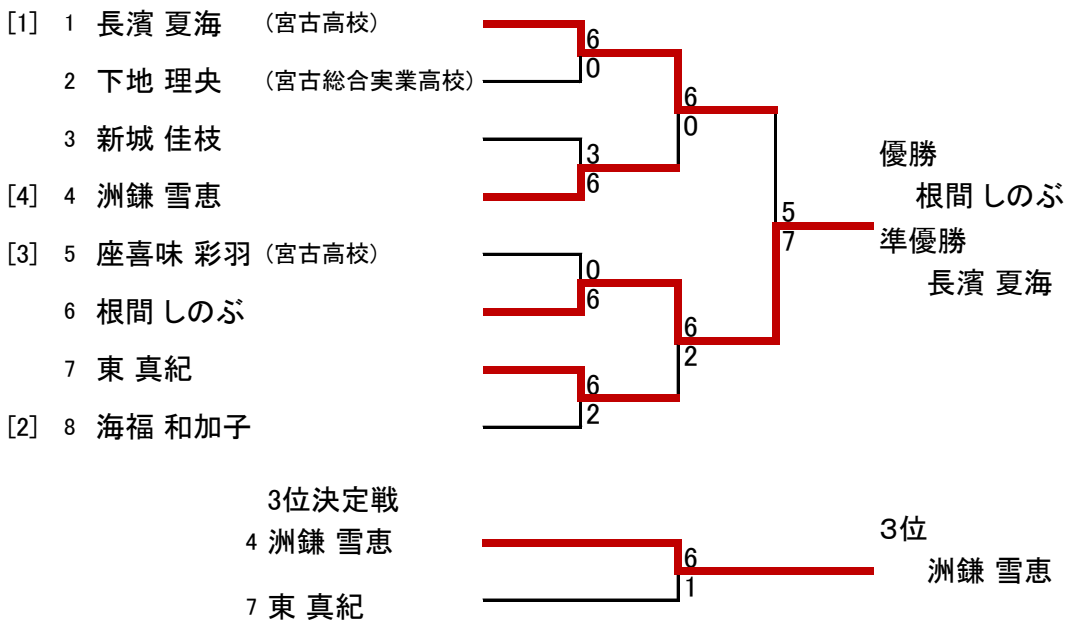 [1] 1 長濱 夏海 (宮古高校)
6
0
2 下地 理央 (宮古総合実業高校)
6
0
3 新城 佳枝
3
6
[4] 4 洲鎌 雪恵
優勝
根間 しのぶ
5
7
準優勝
長濱 夏海
[3] 5 座喜味 彩羽 (宮古高校)
0
6
6 根間 しのぶ
6
2
7 東 真紀
6
2
[2] 8 海福 和加子
3位決定戦
4 洲鎌 雪恵
6
1
7 東 真紀
3位
洲鎌 雪恵